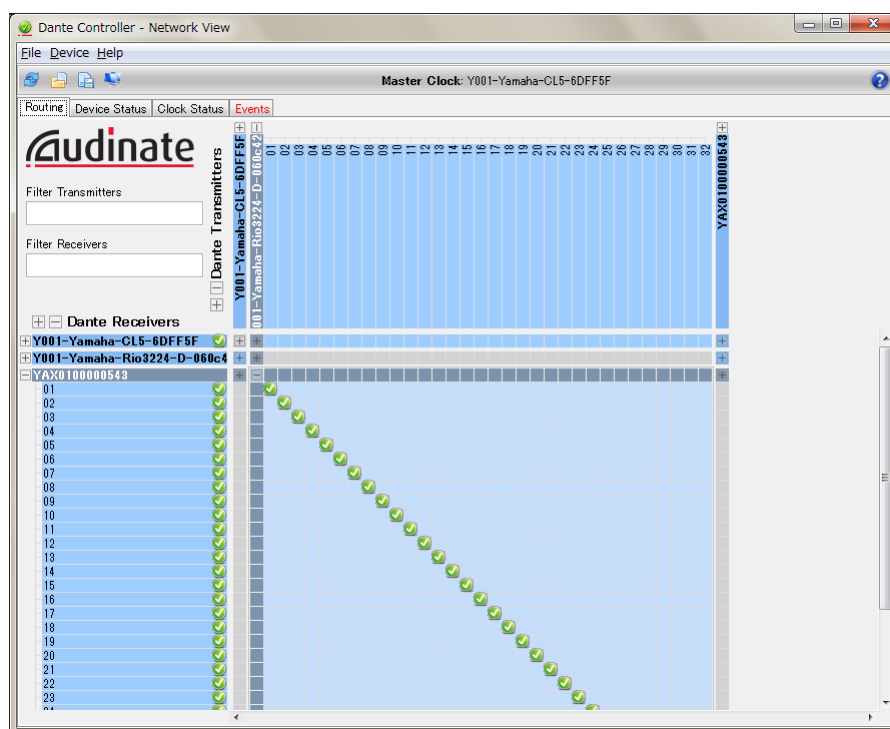 Dante Controller - Network View
File Device Help
Master Clock: Y001-Yamaha-CL5-6DFF5F
Routing Device Status Clock Status Events
Audinate
Filter Transmitters
Filter Receivers
Dante Transmitters
Y001-Yamaha-CL5-6DFF5F
001-Yamaha-Rio3224-D-060c42
01 02 03 04 05 06 07 08 09 10 11 12 13 14 15 16 17 18 19 20 21 22 23 24 25 26 27 28 29 30 31 32
YAX0100000543
Dante Receivers
Y001-Yamaha-CL5-6DFF5F
Y001-Yamaha-Rio3224-D-060c4
YAX0100000543
01
02
03
04
05
06
07
08
09
10
11
12
13
14
15
16
17
18
19
20
21
22
23